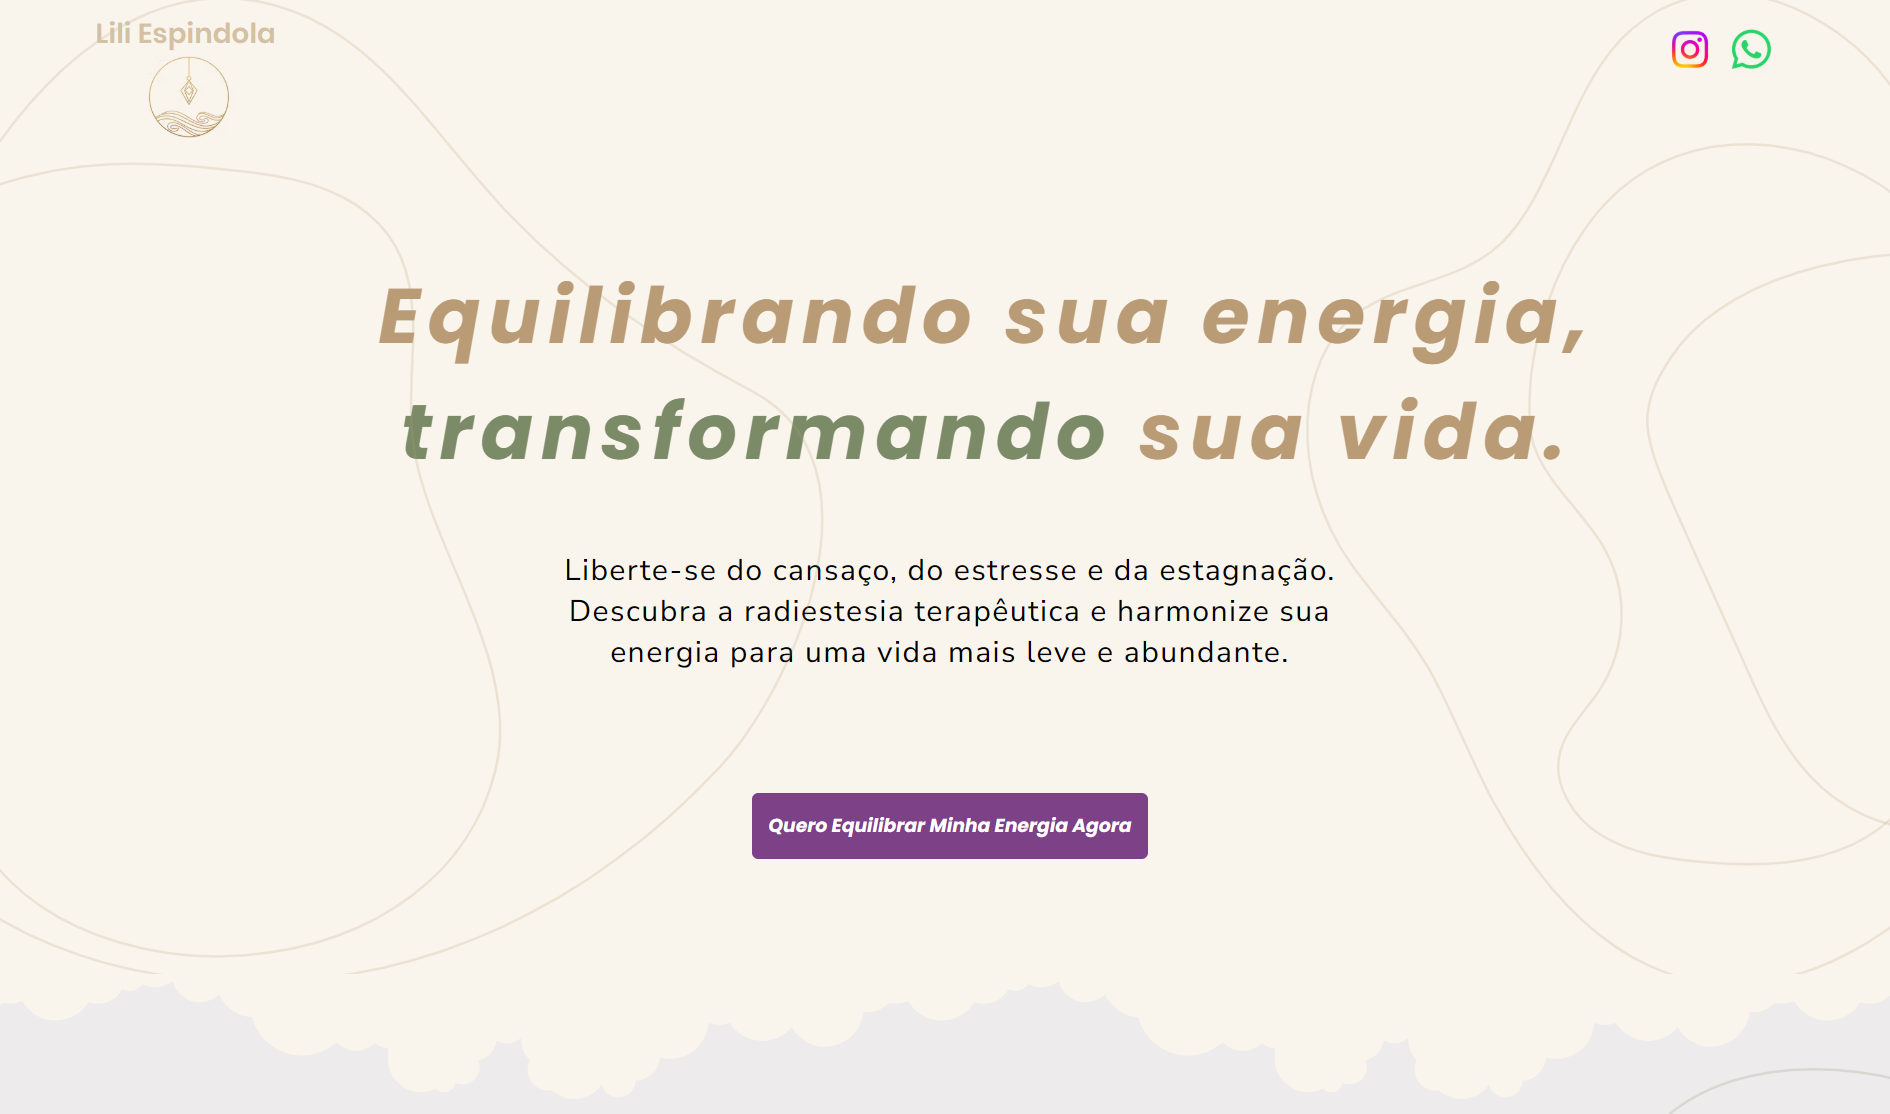 Lili Espindola
Equilibrando sua energia,
transformando sua vida.
Liberte-se do cansaço, do estresse e da estagnação.
Descubra a radiestesia terapêutica e harmonize sua
energia para uma vida mais leve e abundante.
Quero Equilibrar Minha Energia Agora